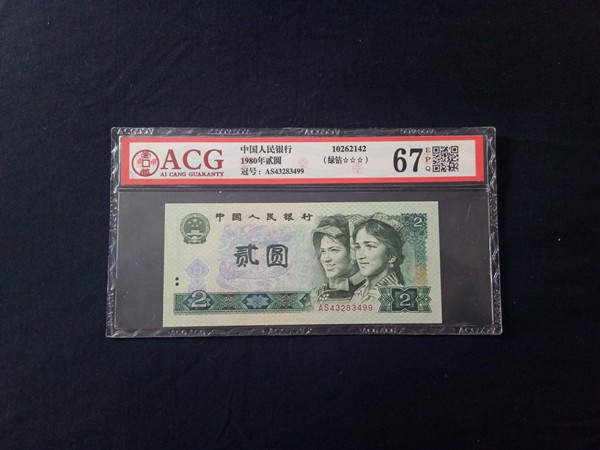 ACG
AI CANG GUARANTY
中国人民银行
1980年贰圆
冠号：AS43283499
10262142
（绿钻☆☆☆）
67
EPQ
中国人民银行
贰圆
2
2
2
AS43283499